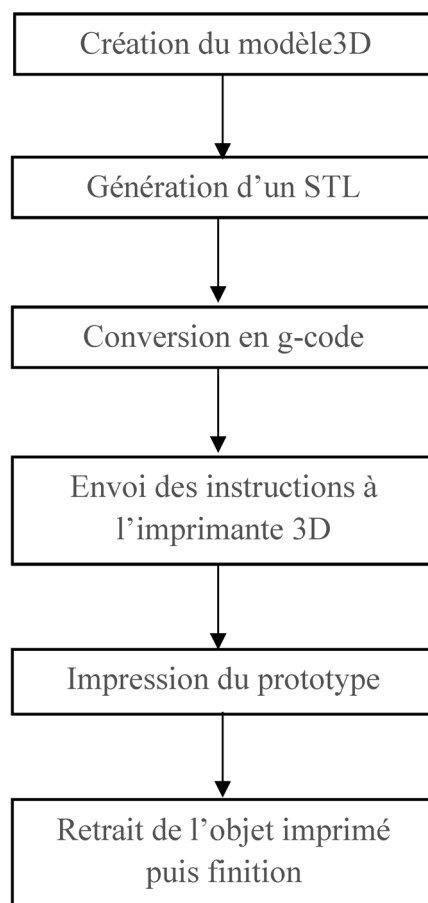 Création du modèle3D
Génération d’un STL
Conversion en g-code
Envoi des instructions à
l’imprimante 3D
Impression du prototype
Retrait de l’objet imprimé
puis finition